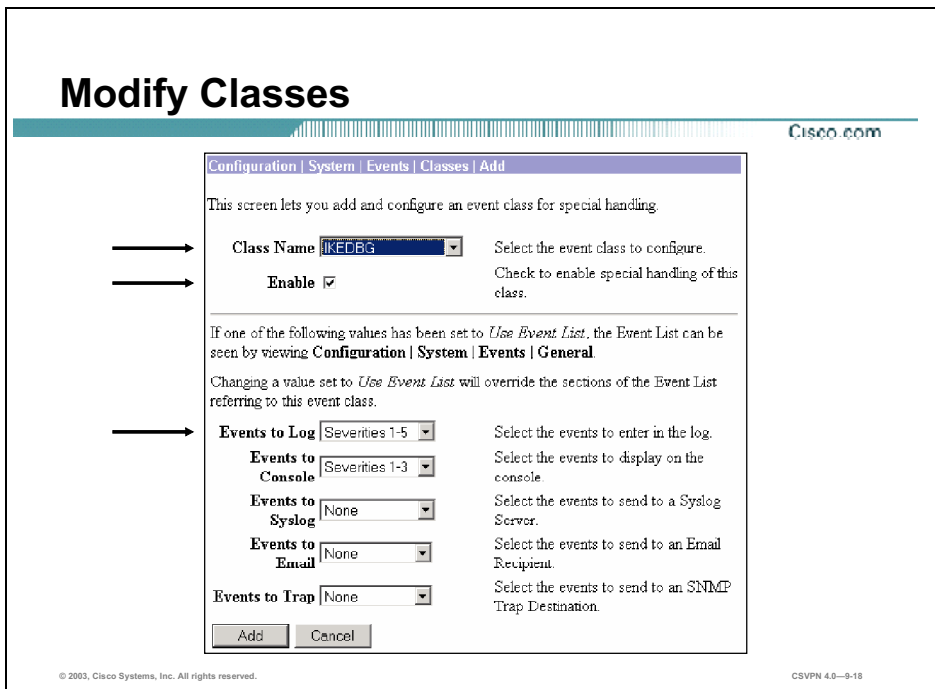 Modify Classes
Cisco.com
Configuration | System | Events | Classes | Add
This screen lets you add and configure an event class for special handling.
Class Name IKEDBG Select the event class to configure.
Enable Check to enable special handling of this
class.
If one of the following values has been set to Use Event List, the Event List can be
seen by viewing Configuration | System | Events | General.
Changing a value set to Use Event List will override the sections of the Event List
referring to this event class.
Events to Log Severities 1-5 Select the events to enter in the log.
Events to
Console Severities 1-3 Select the events to display on the
console.
Events to
Syslog None Select the events to send to a Syslog
Server.
Events to
Email None Select the events to send to an Email
Recipient.
Events to Trap None Select the events to send to an SNMP
Trap Destination.
Add Cancel
© 2003, Cisco Systems, Inc. All rights reserved. CSVPN 4.0—9-18